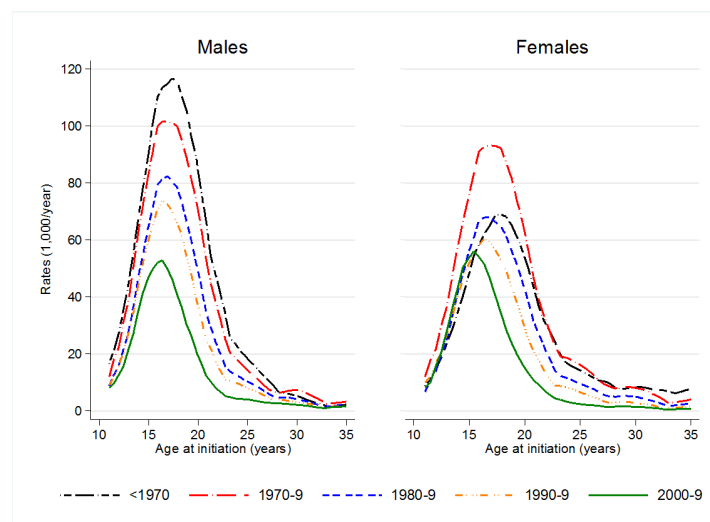 Males Females
120
100
80
60
40
20
0
Rates (1,000/year)
10 15 20 25 30 35 10 15 20 25 30 35
Age at initiation (years) Age at initiation (years)
<1970 1970-9 1980-9 1990-9 2000-9